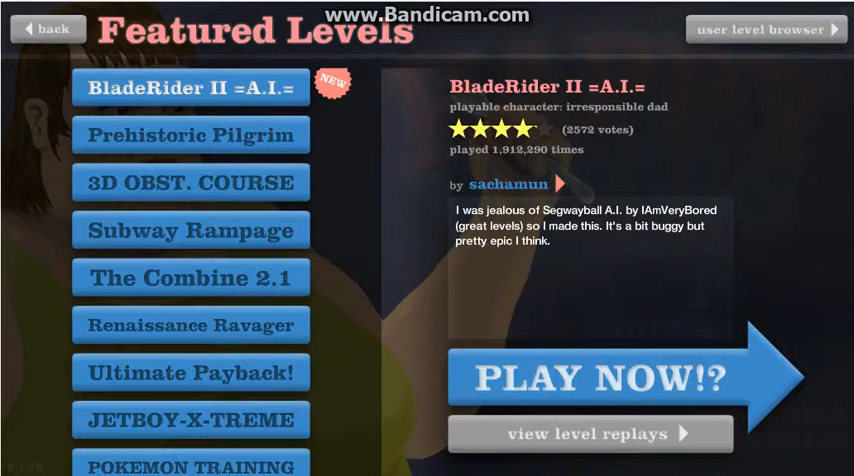 www.Bandicam.com
back
Featured Levels
user level browser
BladeRider II =A.I.=
NEW
Prehistoric Pilgrim
3D OBST. COURSE
Subway Rampage
The Combine 2.1
Renaissance Ravager
Ultimate Payback!
JETBOY-X-TREME
POKEMON TRAINING
BladeRider II =A.I.=
playable character: irresponsible dad
(2572 votes)
played 1,912,290 times
by sachamun
I was jealous of Segwayball A.I. by IAmVeryBored
(great levels) so I made this. It's a bit buggy but
pretty epic I think.
PLAY NOW!?
view level replays